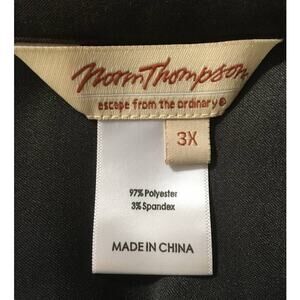 Norm Thompson
escape from the ordinary®
3X
97% Polyester
3% Spandex
MADE IN CHINA